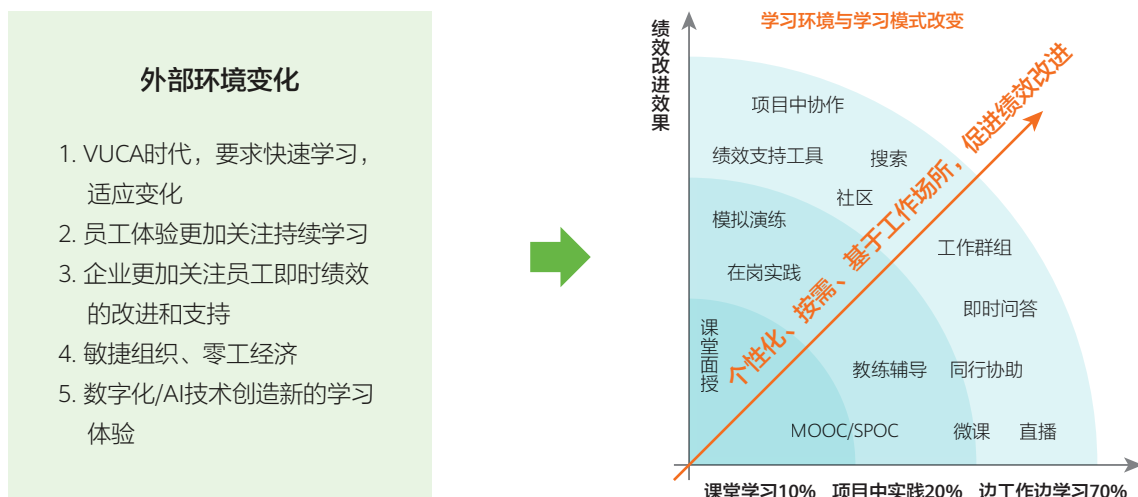 外部环境变化
1. VUCA时代，要求快速学习，
适应变化
2. 员工体验更加关注持续学习
3. 企业更加关注员工即时绩效
的改进和支持
4. 敏捷组织、零工经济
5. 数字化/AI技术创造新的学习
体验
学习环境与学习模式改变
绩效改进效果
个性化、按需、基于工作场所，促进绩效改进
项目中协作
绩效支持工具
搜索
社区
模拟演练
工作群组
在岗实践
即时问答
课堂面授
教练辅导
同行协助
MOOC/SPOC
微课
直播
课堂学习10% 项目中实践20% 边工作边学习70%